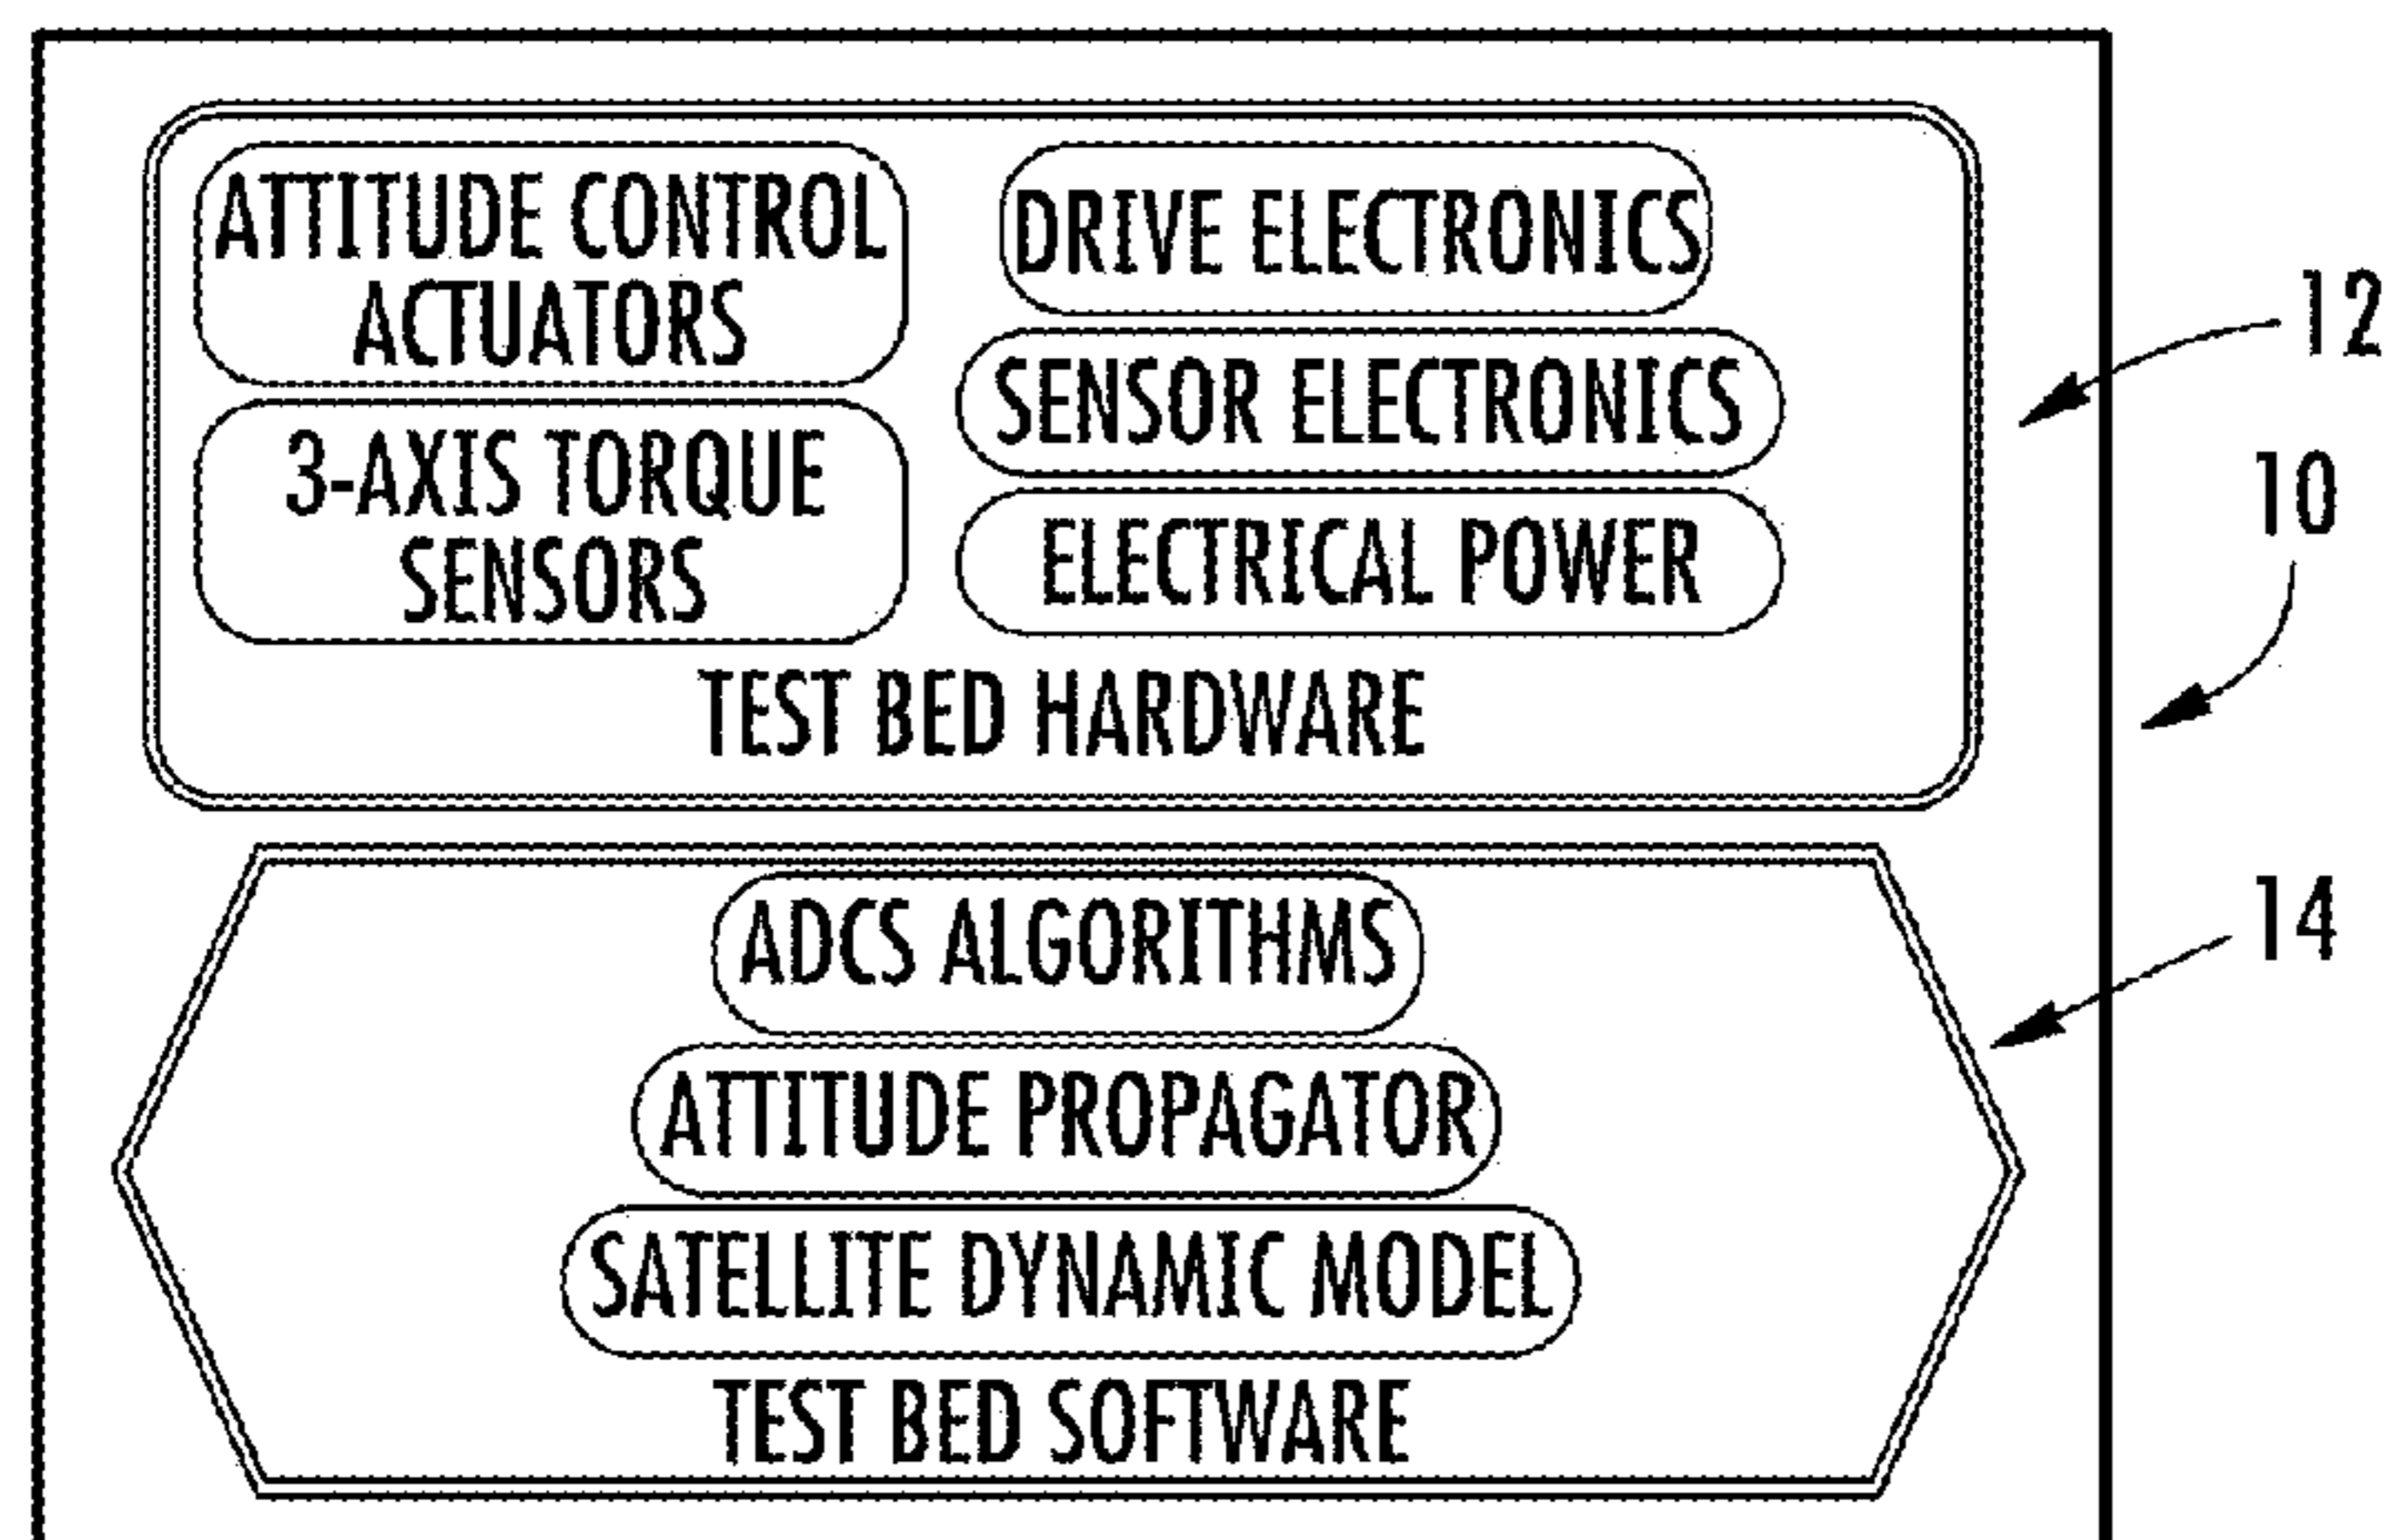 ATTITUDE CONTROL
ACTUATORS
3-AXIS TORQUE
SENSORS
DRIVE ELECTRONICS
SENSOR ELECTRONICS
ELECTRICAL POWER
TEST BED HARDWARE
12
10
ADCS ALGORITHMS
ATTITUDE PROPAGATOR
SATELLITE DYNAMIC MODEL
TEST BED SOFTWARE
14